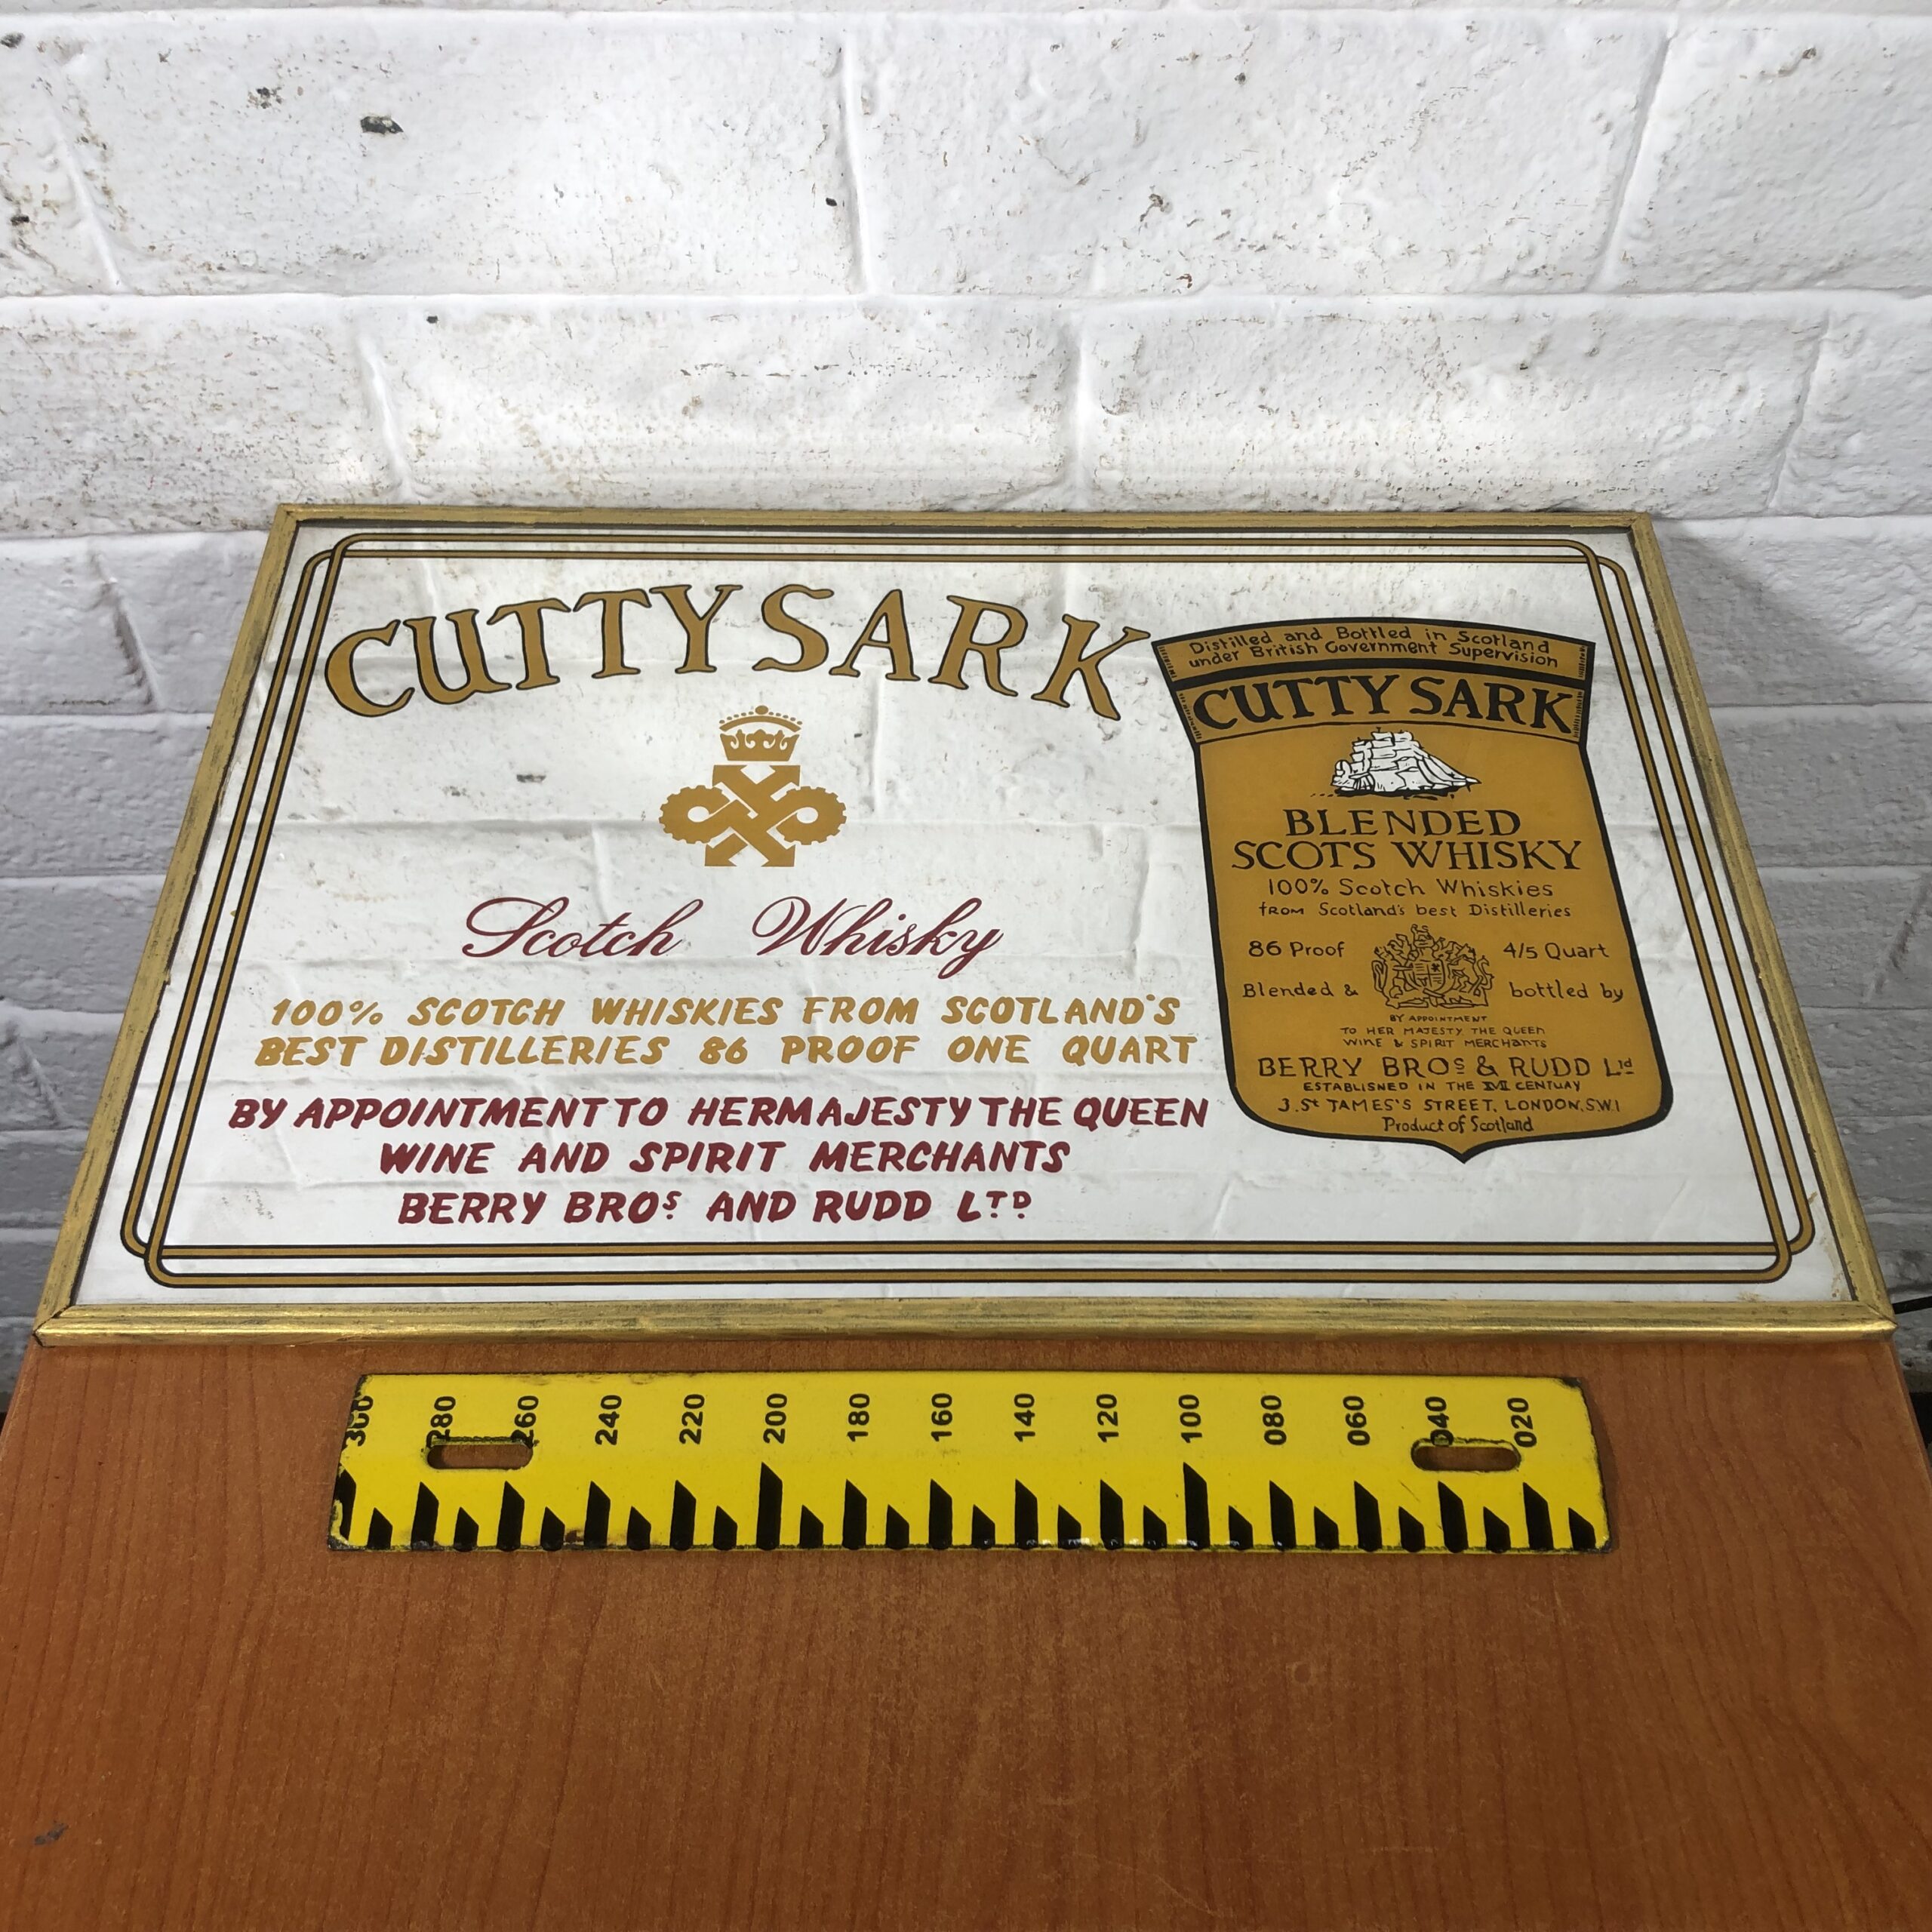 CUTTY SARK
Scotch Whisky
100% SCOTCH WHISKIES FROM SCOTLAND'S
BEST DISTILLERIES 86 PROOF ONE QUART
BY APPOINTMENT TO HER MAJESTY THE QUEEN
WINE AND SPIRIT MERCHANTS
BERRY BROS AND RUDD LTD
Distilled and Bottled in Scotland
under British Government Supervision
CUTTY SARK
BLENDED
SCOTS WHISKY
100% Scotch Whiskies
from Scotland's best Distilleries
86 Proof 4/5 Quart
Blended & bottled by
BY APPOINTMENT
TO HER MAJESTY THE QUEEN
WINE & SPIRIT MERCHANTS
BERRY BROS & RUDD Ltd
ESTABLISHED IN THE XVII CENTUAY
3.St JAMES'S STREET, LONDON,SW1
Product of Scotland
300 280 260 240 220 200 180 160 140 120 100 080 060 040 020